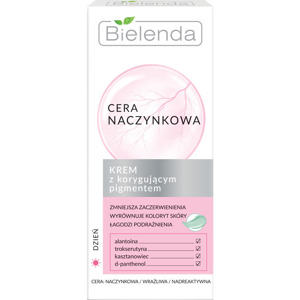 Bielenda
CERA
NACZYNKOWA
KREM
z korygującym
pigmentem
ZMNIEJSZA ZACZERWIENIENIA
WYRÓWNUJE KOLORYT SKÓRY
ŁAGODZI PODRAŻNIENIA
DZIEŃ
alantoina
trokserutyna
kasztanowiec
d-panthenol
CERA NACZYNKOWA / WRAŻLIWA / NADREAKTYWNA